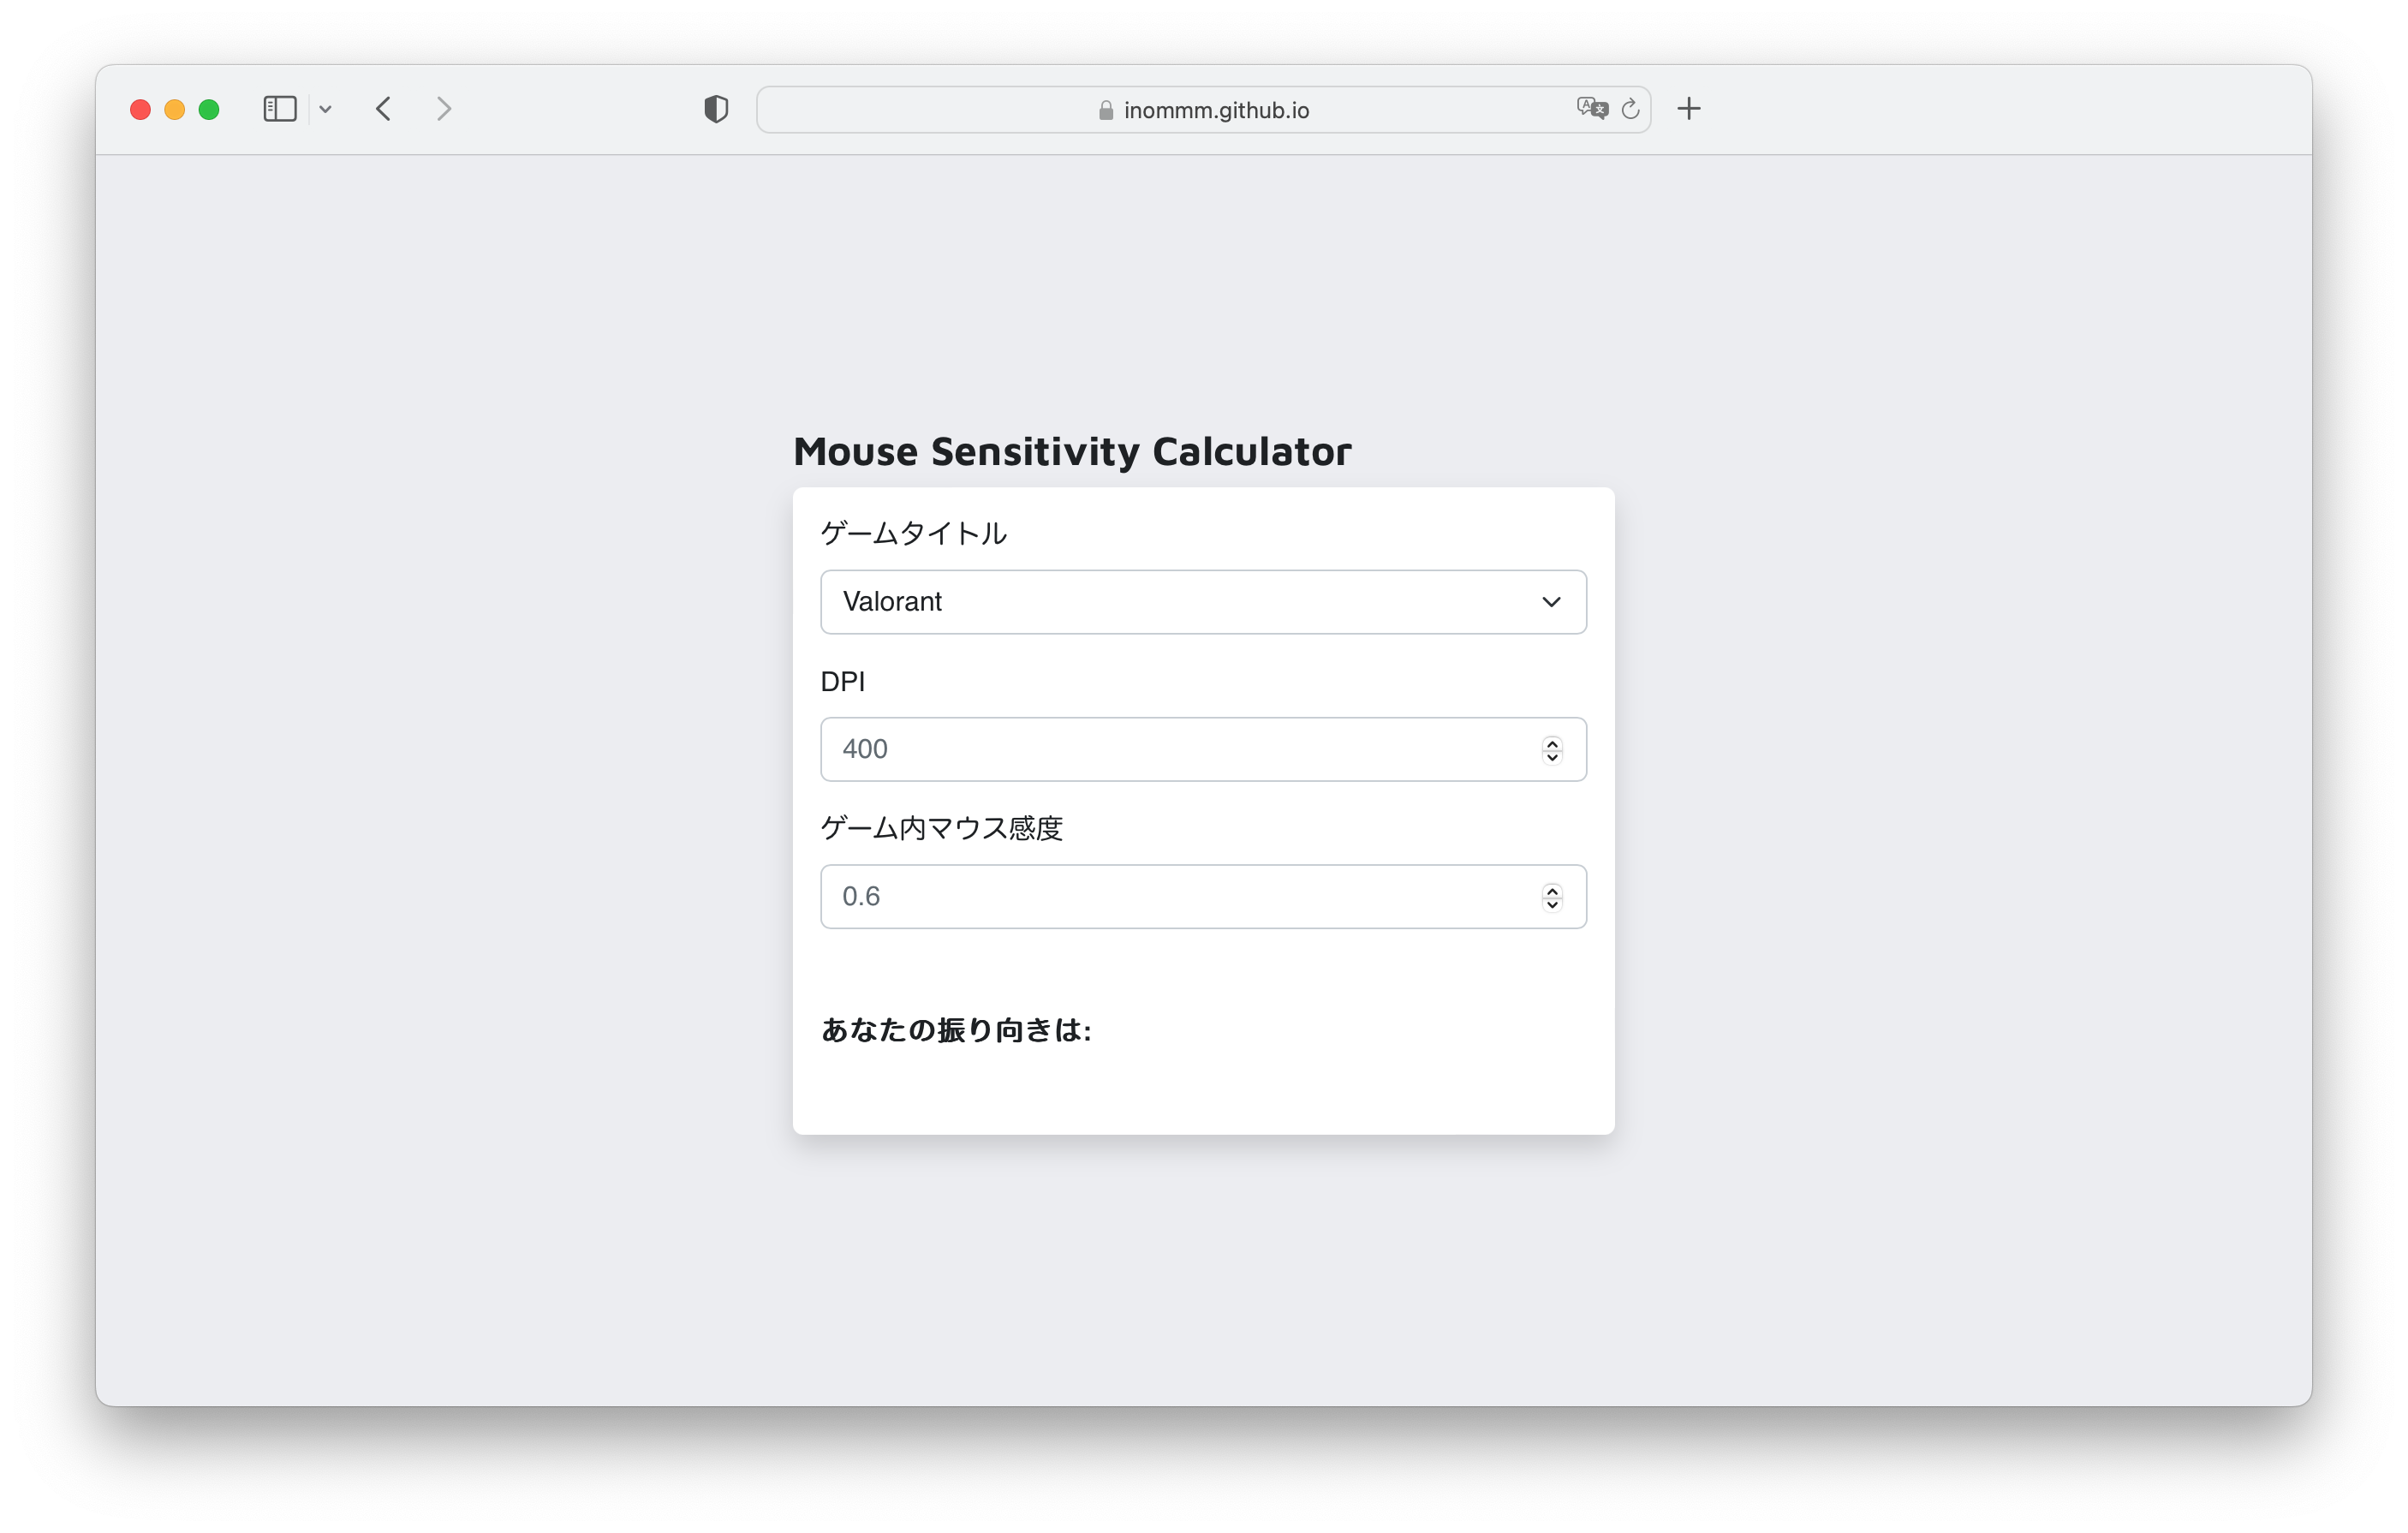 inommm.github.io
Mouse Sensitivity Calculator
ゲームタイトル
Valorant
DPI
400
ゲーム内マウス感度
0.6
あなたの振り向きは: